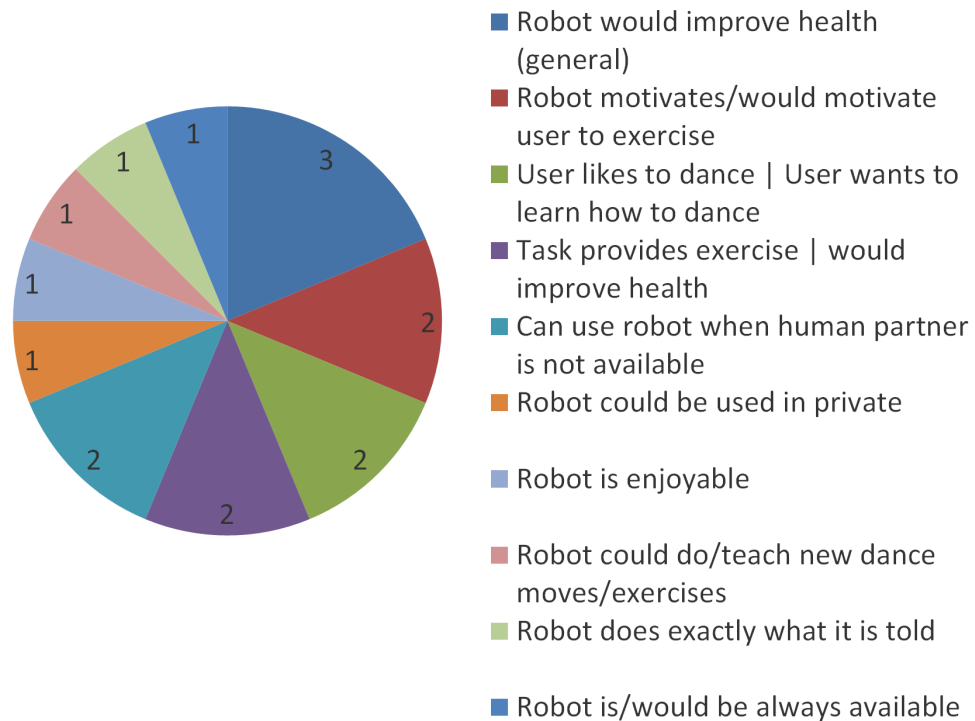 1
1
3
1
1
2
1
2
2
2
Robot would improve health
(general)
Robot motivates/would motivate
user to exercise
User likes to dance | User wants to
learn how to dance
Task provides exercise | would
improve health
Can use robot when human partner
is not available
Robot could be used in private
Robot is enjoyable
Robot could do/teach new dance
moves/exercises
Robot does exactly what it is told
Robot is/would be always available